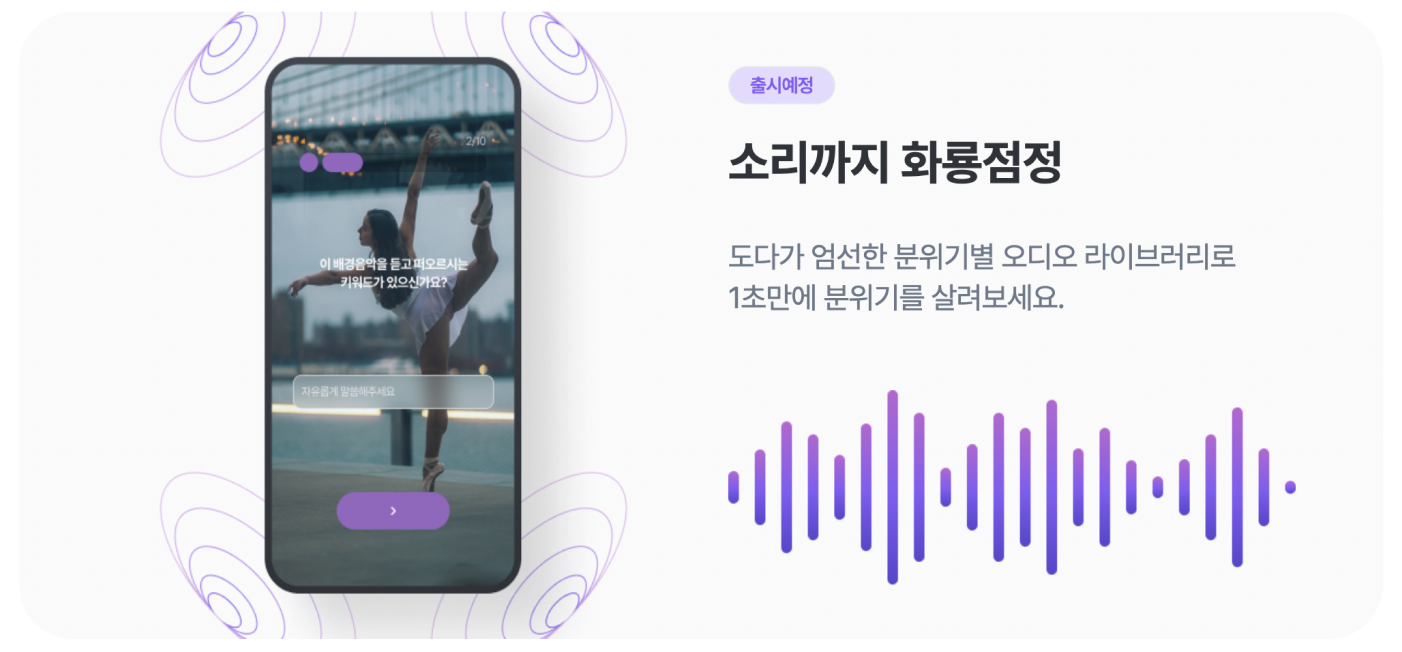 2/10
이 배경음악을 듣고 떠오르시는
키워드가 있으신가요?
자유롭게 말씀해주세요
출시예정
소리까지 화룡점정
도다가 엄선한 분위기별 오디오 라이브러리로
1초만에 분위기를 살려보세요.